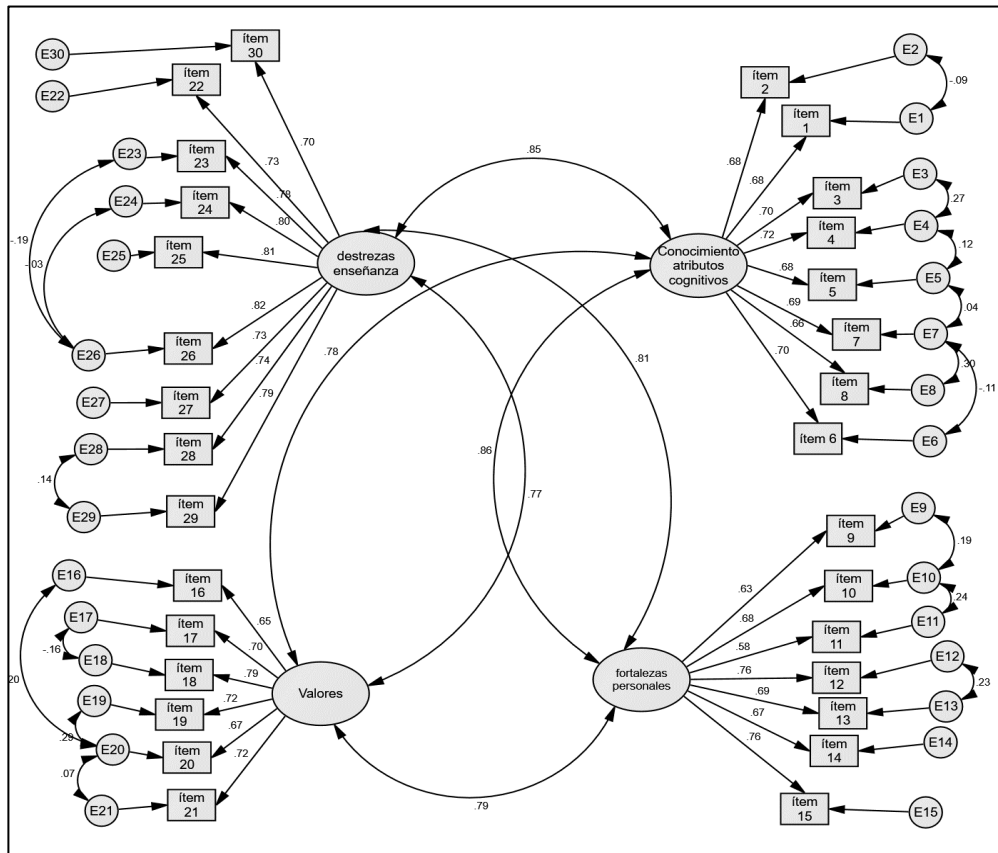 E30
ítem
30
E22
ítem
22
.70
E23
ítem
23
.73
E24
ítem
24
.78
E25
ítem
25
.80
.81
-.19
-.03
destrezas
enseñanza
E26
ítem
26
.82
E27
ítem
27
.73
E28
ítem
28
.74
.14
E29
ítem
29
.79
.85
.78
.81
.86
.77
.79
E2
ítem
2
-.09
E1
ítem
1
.68
.68
E3
ítem
3
.70
.27
E4
ítem
4
.72
.12
Conocimiento
atributos
cognitivos
E5
ítem
5
.68
.04
E7
ítem
7
.69
.30
E8
ítem
8
.66
-.11
E6
ítem 6
.70
E16
ítem
16
.65
E17
ítem
17
.70
-.16
E18
ítem
18
.79
20
E19
ítem
19
.72
.29
E20
ítem
20
.67
.07
E21
ítem
21
.72
Valores
E9
ítem
9
.63
.19
E10
ítem
10
.68
.24
E11
ítem
11
.58
fortalezas
personales
E12
ítem
12
.76
.23
E13
ítem
13
.69
E14
ítem
14
.67
E15
ítem
15
.76